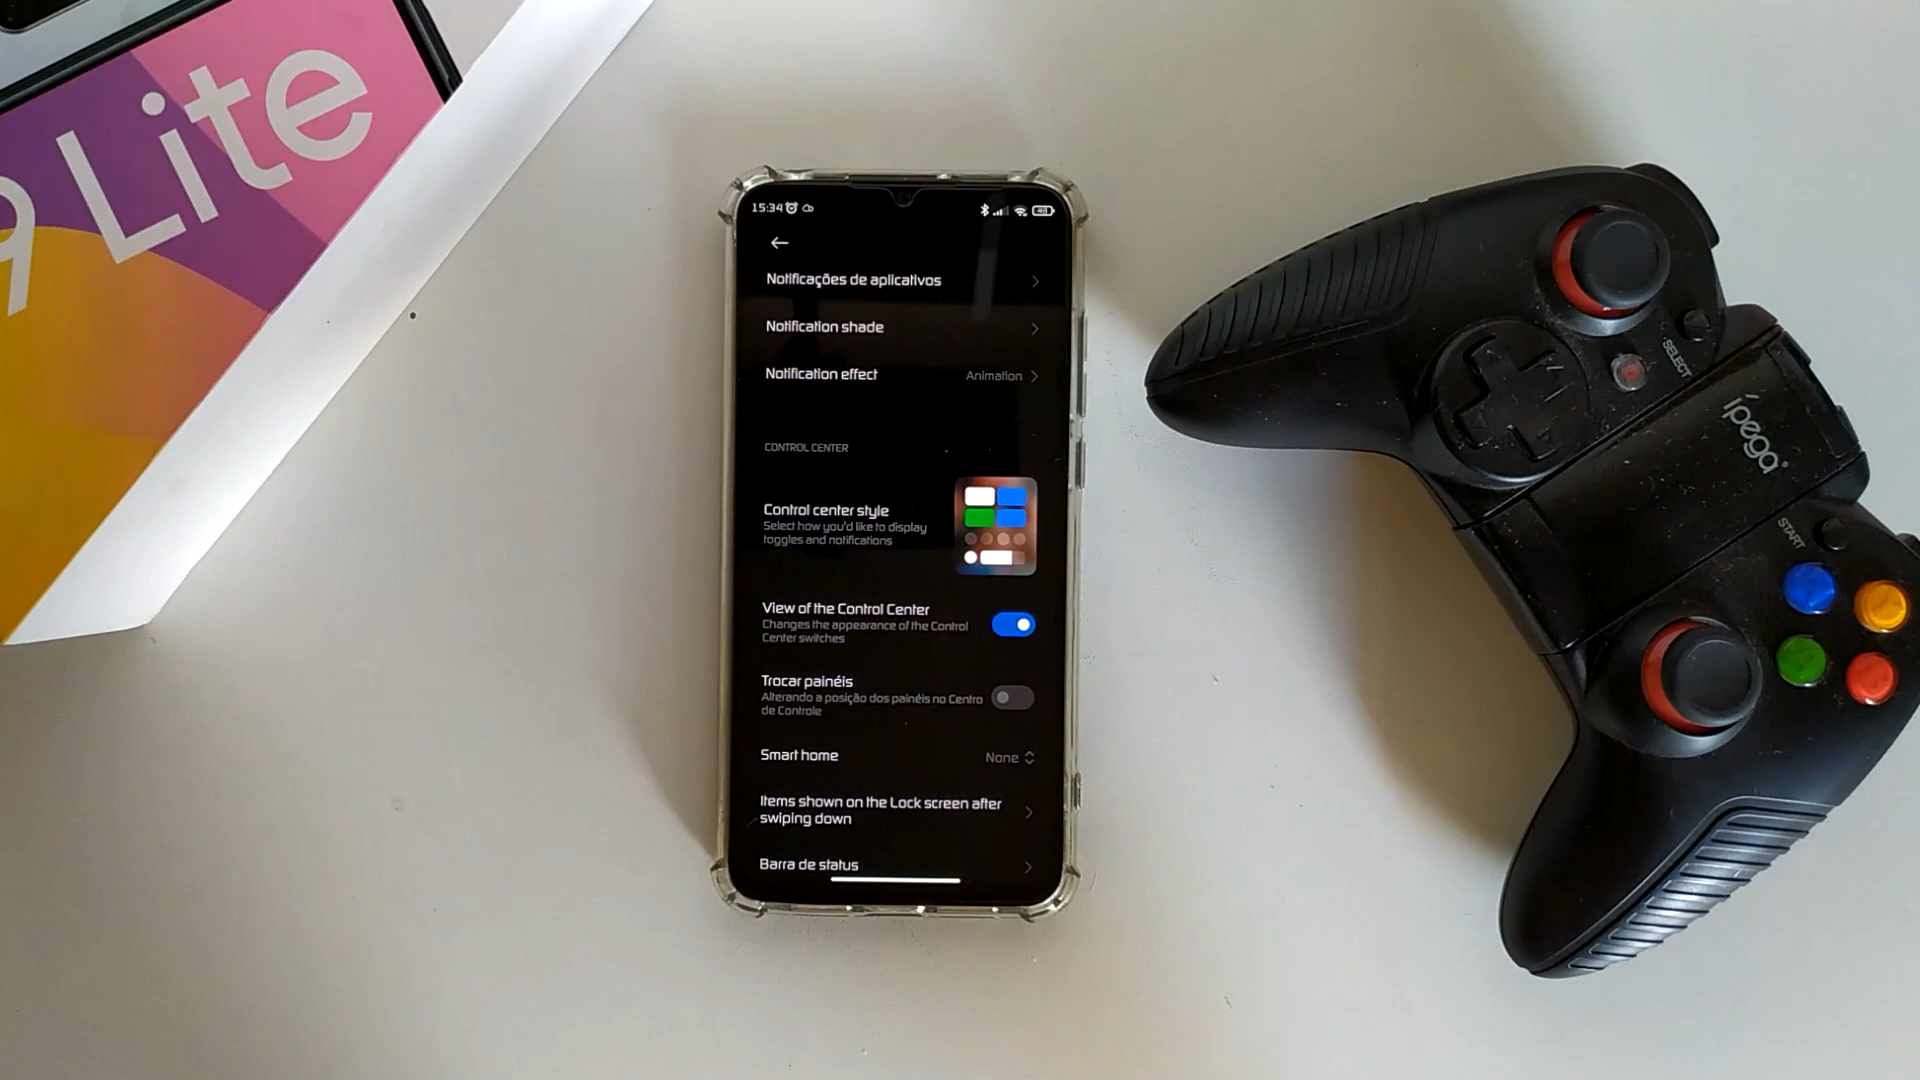 9 Lite
15:34
48
Notificações de aplicativos
Notification shade
Notification effect
Animation
CONTROL CENTER
Control center style
Select how you'd like to display
toggles and notifications
View of the Control Center
Changes the appearance of the Control
Center switches
Trocar painéis
Alterando a posição dos painéis no Centro
de Controle
Smart home
None
Items shown on the Lock screen after
swiping down
Barra de status
SELECT
ípega
START